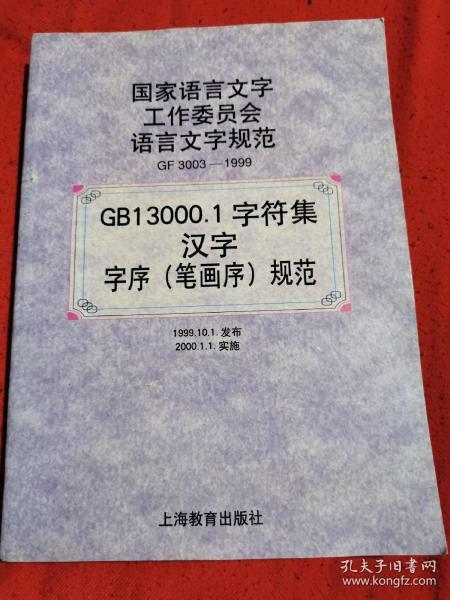 国家语言文字
工作委员会
语言文字规范
GF 3003—1999
GB13000.1 字符集
汉字
字序（笔画序）规范
1999.10.1. 发布
2000.1.1. 实施
上海教育出版社
孔夫子旧书网
www.kongfz.com